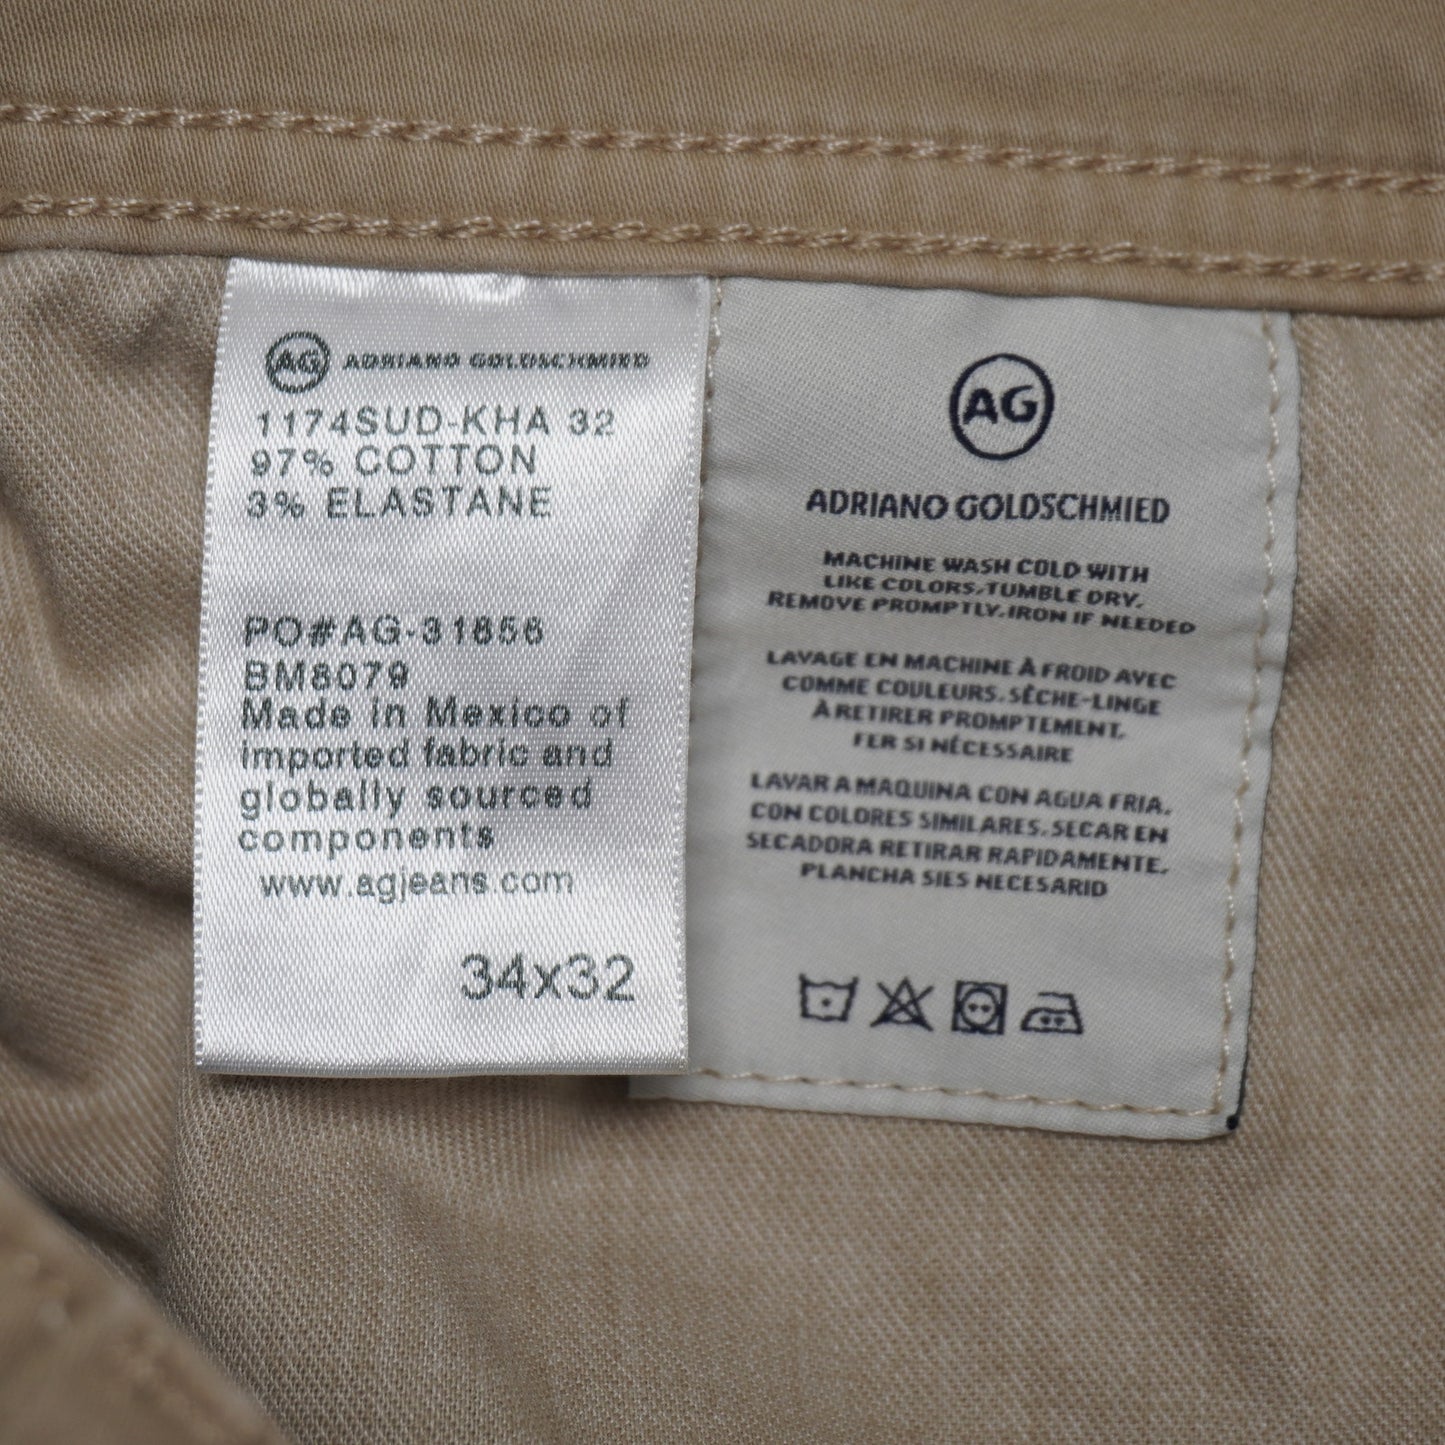 AG ADRIANO GOLDSCHMIED
1174SUD-KHA 32
97% COTTON
3% ELASTANE
PO#AG-31656
BM8079
Made in Mexico of
imported fabric and
globally sourced
components
www.agjeans.com
34x32
AG
ADRIANO GOLDSCHMIED
MACHINE WASH COLD WITH
LIKE COLORS.TUMBLE DRY.
REMOVE PROMPTLY.IRON IF NEEDED
LAVAGE EN MACHINE À FROID AVEC
COMME COULEURS.SÈCHE-LINGE
À RETIRER PROMPTEMENT.
FER SI NÉCESSAIRE
LAVAR A MAQUINA CON AGUA FRIA.
CON COLORES SIMILARES.SECAR EN
SECADORA RETIRAR RAPIDAMENTE.
PLANCHA SIES NECESARIO